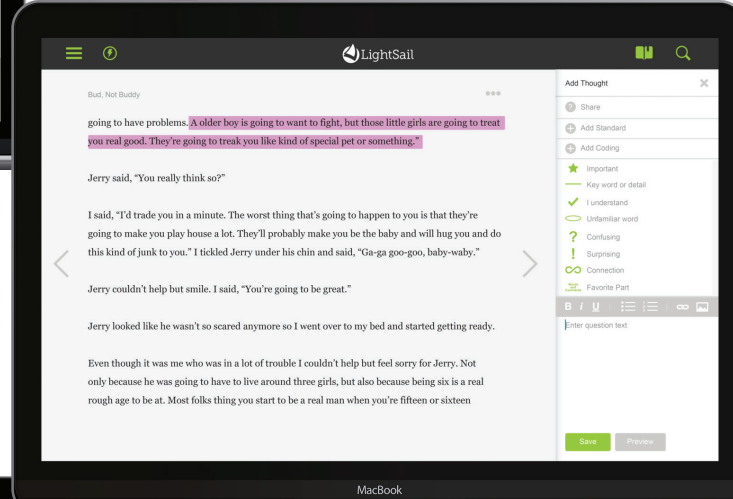 LightSail
Bud, Not Buddy
going to have problems. A older boy is going to want to fight, but those little girls are going to treat
you real good. They're going to treak you like kind of special pet or something."
Jerry said, "You really think so?"
I said, "I'd trade you in a minute. The worst thing that's going to happen to you is that they're
going to make you play house a lot. They'll probably make you be the baby and will hug you and do
this kind of junk to you." I tickled Jerry under his chin and said, "Ga-ga goo-goo, baby-waby."
Jerry couldn't help but smile. I said, "You're going to be great."
Jerry looked like he wasn't so scared anymore so I went over to my bed and started getting ready.
Even though it was me who was in a lot of trouble I couldn't help but feel sorry for Jerry. Not
only because he was going to have to live around three girls, but also because being six is a real
rough age to be at. Most folks thing you start to be a real man when you're fifteen or sixteen
Add Thought
Share
Add Standard
Add Coding
Important
Key word or detail
I understand
Unfamiliar word
? Confusing
! Surprising
Connection
Favorite Part
B i U
Enter question text
Save Preview
MacBook